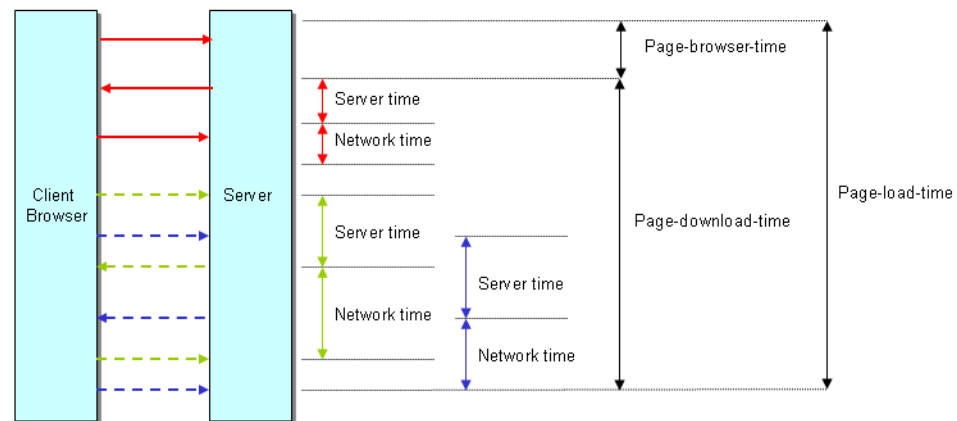 Page-browser-time
Server time
Network time
Client
Browser
Server
Page-load-time
Page-download-time
Server time
Server time
Network time
Network time